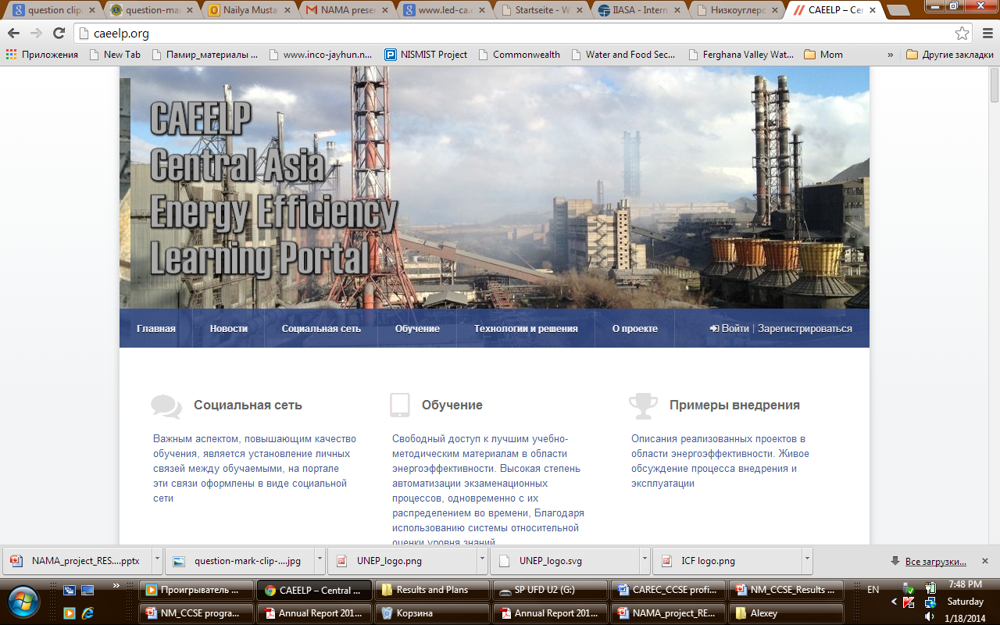 question clip
question-ma
Nailya Musta
NAMA prese
www.led-ca.
Startseite - W
IIASA - Intern
Низкоуглерс
CAEELP – Ce
caeelp.org
Приложения
New Tab
Памир_материалы ...
www.inco-jayhun.n...
NISMIST Project
Commonwealth
Water and Food Sec...
Ferghana Valley Wat...
Mom
»
Другие закладки
CAEELP
Central Asia
Energy Efficiency
Learning Portal
Главная
Новости
Социальная сеть
Обучение
Технологии и решения
О проекте
Войти | Зарегистрироваться
Социальная сеть
Важным аспектом, повышающим качество
обучения, является установление личных
связей между обучаемыми, на портале
эти связи оформлены в виде социальной
сети
Обучение
Свободный доступ к лучшим учебно-
методическим материалам в области
энергоэффективности. Высокая степень
автоматизации экзаменационных
процессов, одновременно с их
распределением во времени, Благодаря
использованию системы относительной
оценки уровня знаний
Примеры внедрения
Описания реализованных проектов в
области энергоэффективности. Живое
обсуждение процесса внедрения и
эксплуатации
NAMA_project_RES....pptx
question-mark-clip-....jpg
UNEP_logo.png
UNEP_logo.svg
ICF logo.png
Все загрузки...
»
Проигрыватель ...
CAEELP – Central ...
Results and Plans
SP UFD U2 (G:)
CAREC_CCSE profi...
NM_CCSE_Results ...
NM_CCSE progra...
Annual Report 201...
Корзина
Annual Report 201...
NAMA_project_RE...
Alexey
EN
7:48 PM
Saturday
1/18/2014